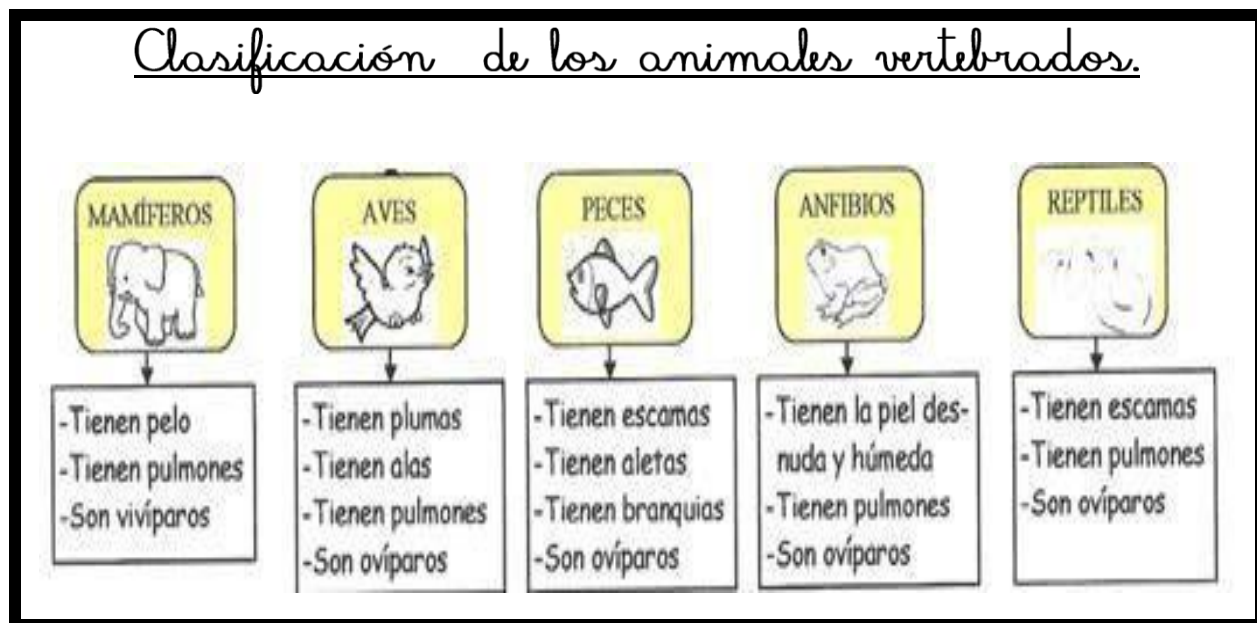 Clasificación de los animales vertebrados.
MAMÍFEROS
-Tienen pelo
-Tienen pulmones
-Son vivíparos
AVES
-Tienen plumas
-Tienen alas
-Tienen pulmones
-Son ovíparos
PECES
-Tienen escamas
-Tienen aletas
-Tienen branquias
-Son ovíparos
ANFIBIOS
-Tienen la piel des-
nuda y húmeda
-Tienen pulmones
-Son ovíparos
REPTILES
-Tienen escamas
-Tienen pulmones
-Son ovíparos